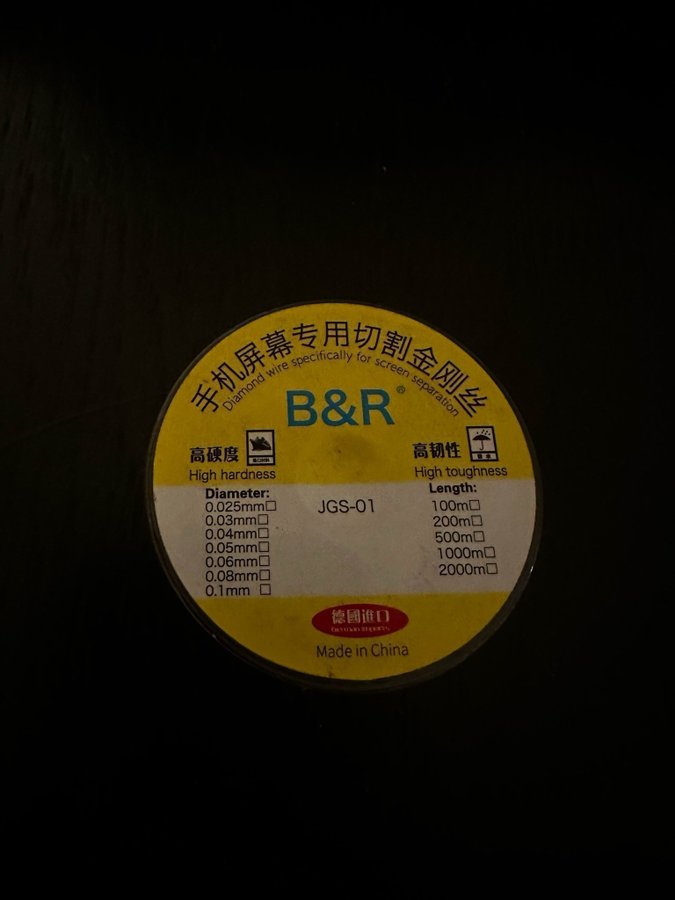 手机屏幕专用切割金刚丝
Diamond wire specifically for screen separation
B&R®
高硬度
High hardness
高韧性
High toughness
Diameter:
0.025mm☐
0.03mm☐
0.04mm☐
0.05mm☐
0.06mm☐
0.08mm☐
0.1mm ☐
JGS-01
Length:
100m☐
200m☐
500m☐
1000m☐
2000m☐
德國進口
Made in China